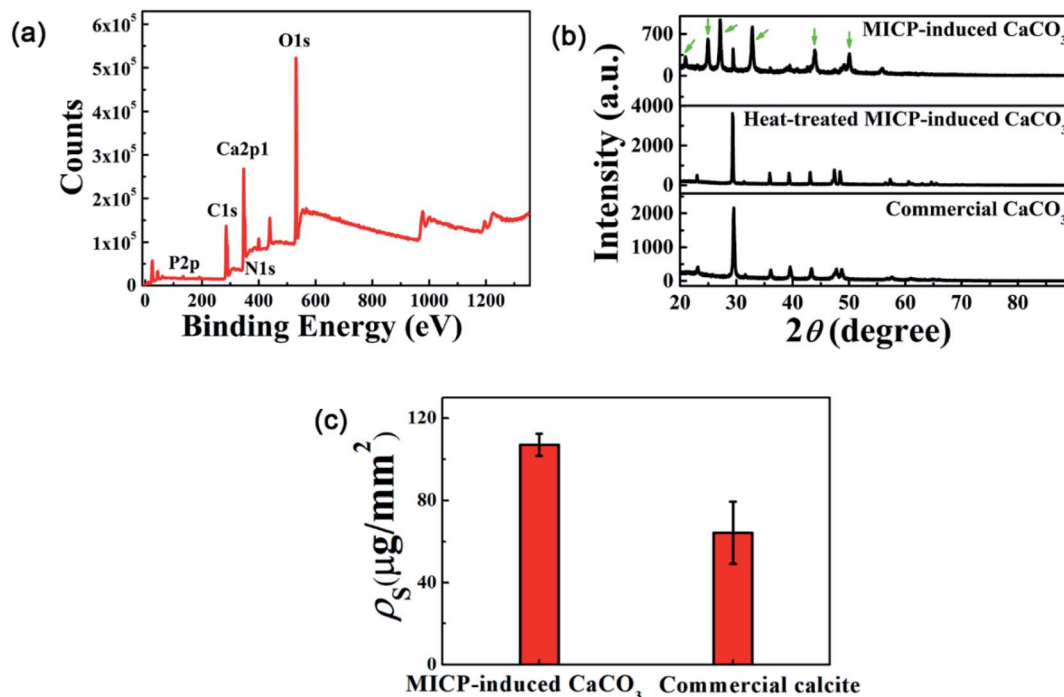 (a)
6x10⁵
5x10⁵
4x10⁵
3x10⁵
2x10⁵
1x10⁵
0
Counts
O1s
Ca2p1
C1s
P2p
N1s
0 200 400 600 800 1000 1200
Binding Energy (eV)
(b)
700
0
MICP-induced CaCO₃
4000
2000
0
Heat-treated MICP-induced CaCO₃
2000
1000
0
Commercial CaCO₃
Intensity (a.u.)
20 30 40 50 60 70 80
2θ (degree)
(c)
120
80
40
0
ρS(μg/mm²)
MICP-induced CaCO₃ Commercial calcite